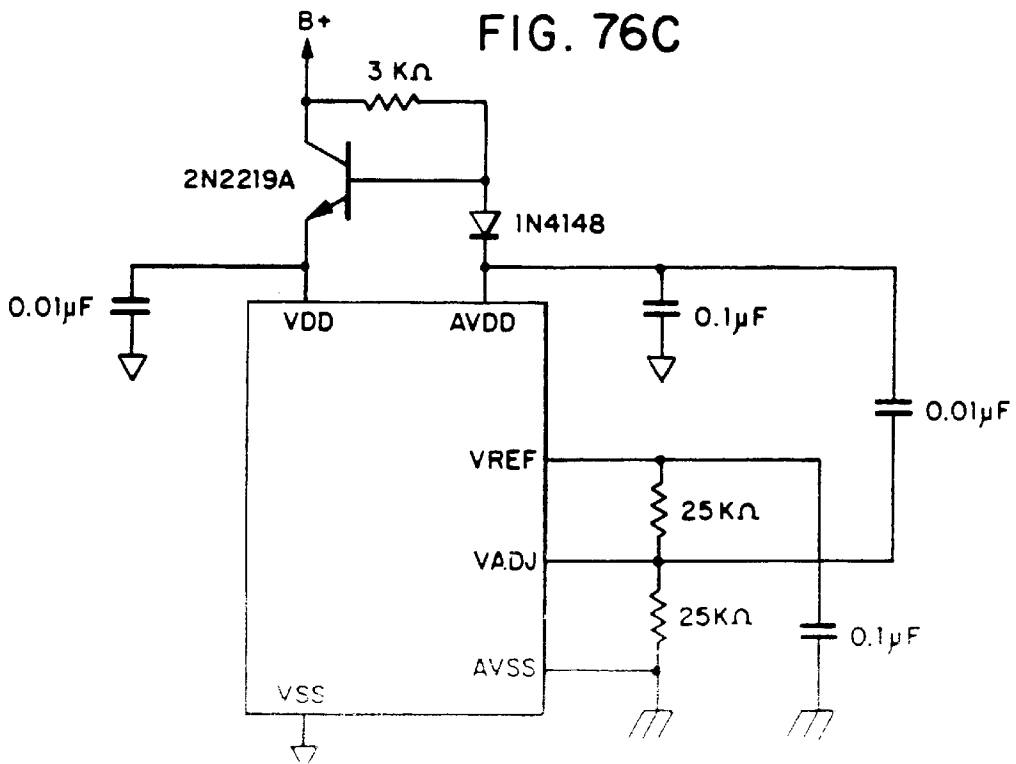 B+
FIG. 76C
3 KΩ
2N2219A
1N4148
0.01µF
VDD
AVDD
0.1µF
0.01µF
VREF
25KΩ
VADJ
25KΩ
0.1µF
AVSS
VSS